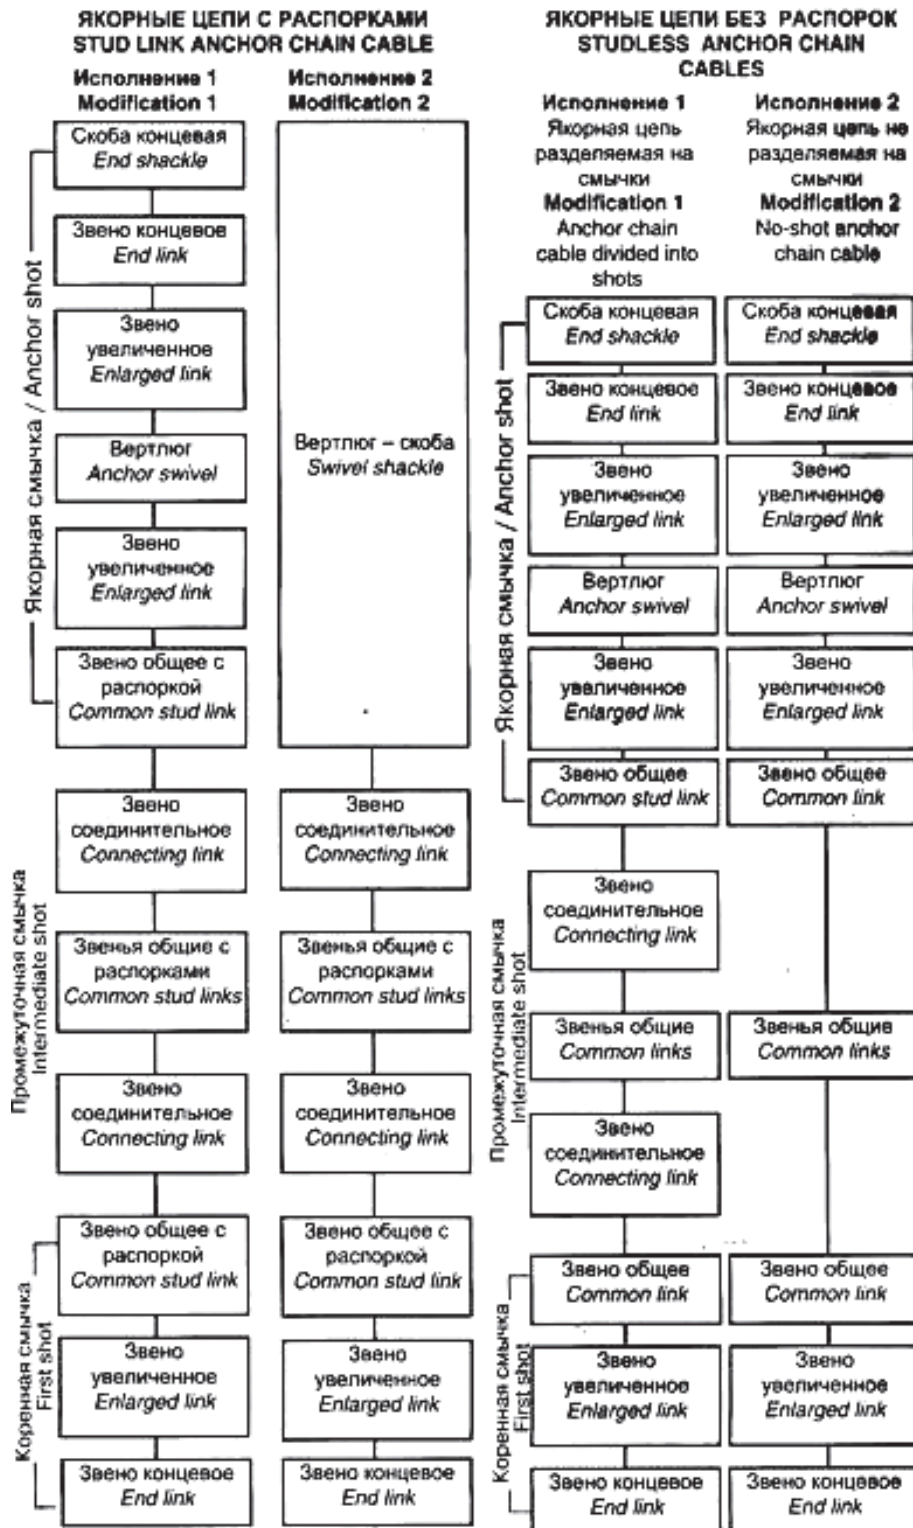 ЯКОРНЫЕ ЦЕПИ С РАСПОРКАМИ
STUD LINK ANCHOR CHAIN CABLE
Исполнение 1
Modification 1
Скоба концевая
End shackle
Звено концевое
End link
Звено
увеличенное
Enlarged link
Вертлюг
Anchor swivel
Звено
увеличенное
Enlarged link
Звено общее с
распоркой
Common stud link
Звено
соединительное
Connecting link
Звенья общие с
распорками
Common stud links
Звено
соединительное
Connecting link
Звено общее с
распоркой
Common stud link
Звено
увеличенное
Enlarged link
Звено концевое
End link
Якорная смычка / Anchor shot
Промежуточная смычка
Intermediate shot
Коренная смычка
First shot
Исполнение 2
Modification 2
Вертлюг – скоба
Swivel shackle
Звено
соединительное
Connecting link
Звенья общие с
распорками
Common stud links
Звено
соединительное
Connecting link
Звено общее с
распоркой
Common stud link
Звено
увеличенное
Enlarged link
Звено концевое
End link
ЯКОРНЫЕ ЦЕПИ БЕЗ РАСПОРОК
STUDLESS ANCHOR CHAIN
CABLES
Исполнение 1
Якорная цепь
разделяемая на
смычки
Modification 1
Anchor chain
cable divided into
shots
Скоба концевая
End shackle
Звено концевое
End link
Звено
увеличенное
Enlarged link
Вертлюг
Anchor swivel
Звено
увеличенное
Enlarged link
Звено общее
Common stud link
Звено
соединительное
Connecting link
Звенья общие
Common links
Звено
соединительное
Connecting link
Звено общее
Common link
Звено
увеличенное
Enlarged link
Звено концевое
End link
Якорная смычка / Anchor shot
Промежуточная смычка
Intermediate shot
Коренная смычка
First shot
Исполнение 2
Якорная цепь не
разделяемая на
смычки
Modification 2
No-shot anchor
chain cable
Скоба концевая
End shackle
Звено концевое
End link
Звено
увеличенное
Enlarged link
Вертлюг
Anchor swivel
Звено
увеличенное
Enlarged link
Звено общее
Common link
Звенья общие
Common links
Звено общее
Common link
Звено
увеличенное
Enlarged link
Звено концевое
End link